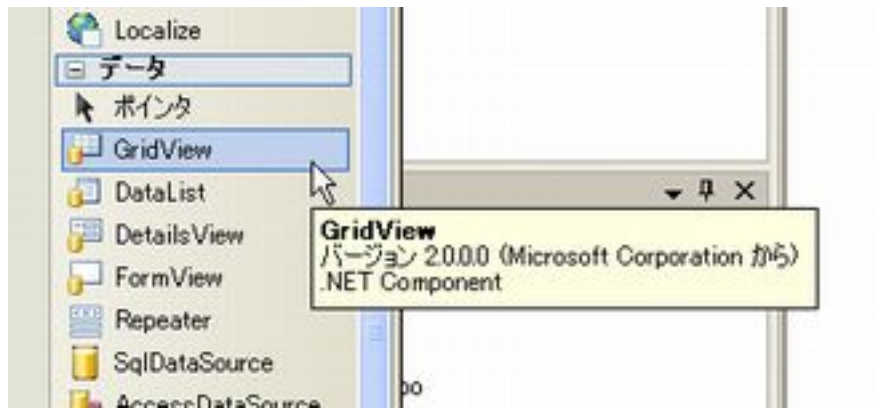 Localize
データ
ポインタ
GridView
DataList
DetailsView
GridView
バージョン 2.0.0.0 (Microsoft Corporation から)
.NET Component
FormView
Repeater
SqlDataSource
AccessDataSource